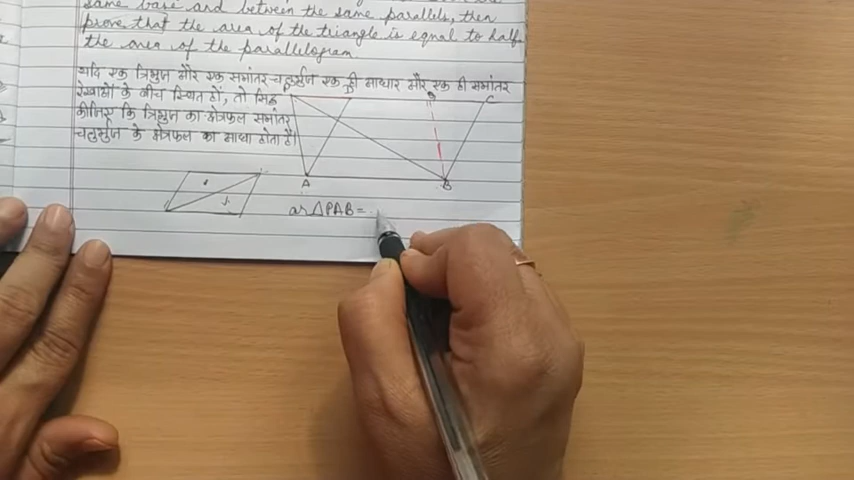 same base and between the same parallels, then
prove that the area of the triangle is equal to half
the area of the parallelogram.
यदि एक त्रिभुज और एक समांतर चतुर्भुज एक ही आधार और एक ही समांतर
रेखाओं के बीच स्थित हों, तो सिद्ध
कीजिए कि त्रिभुज का क्षेत्रफल समांतर
चतुर्भुज के क्षेत्रफल का आधा होता है।
P D C
A B
ar △PAB =